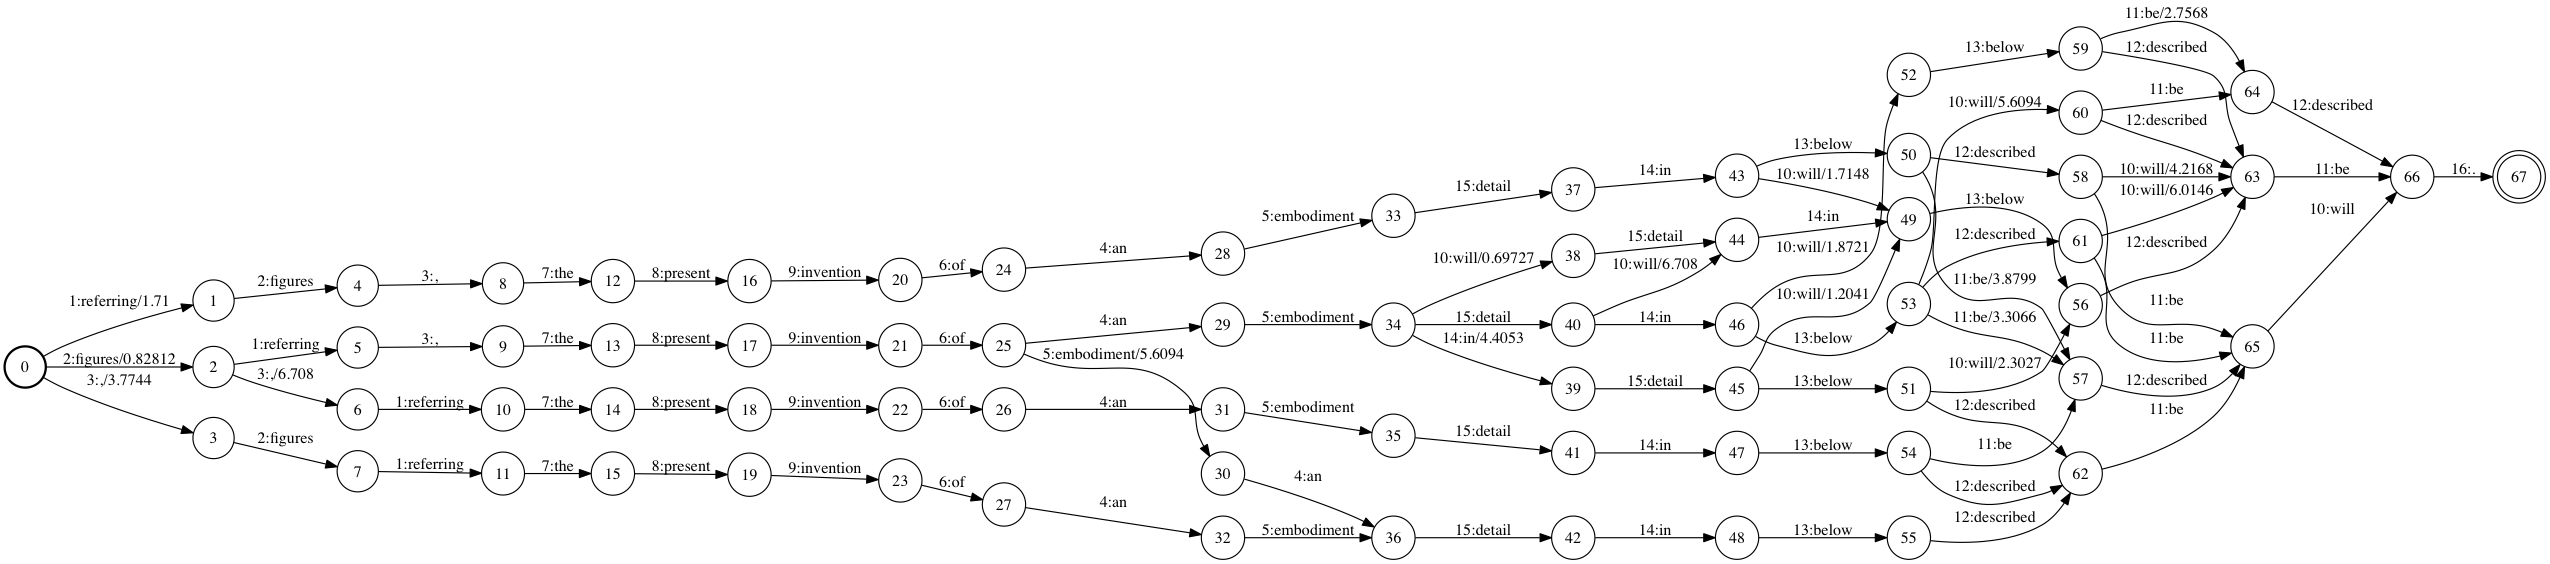 11:be/2.7568
59
13:below
12:described
52
64
11:be
10:will/5.6094
12:described
60
12:described
13:below
50
12:described
58
10:will/4.2168
63
11:be
66
16:.
67
14:in
43
10:will/1.7148
10:will/6.0146
15:detail
37
5:embodiment
33
13:below
10:will
14:in
49
44
15:detail
12:described
61
12:described
10:will/1.8721
4:an
28
10:will/0.69727
38
10:will/6.708
6:of
24
9:invention
20
8:present
16
7:the
12
3:,
8
2:figures
4
11:be/3.8799
1:referring/1.71
1
10:will/1.2041
53
56
11:be
4:an
29
5:embodiment
34
15:detail
40
14:in
46
11:be/3.3066
14:in/4.4053
13:below
11:be
65
1:referring
5
3:,
9
7:the
13
8:present
17
9:invention
21
6:of
25
5:embodiment/5.6094
0
2:figures/0.82812
2
3:,/3.7744
3:,/6.708
10:will/2.3027
57
12:described
39
15:detail
45
13:below
51
12:described
11:be
6
1:referring
10
7:the
14
8:present
18
9:invention
22
6:of
26
4:an
31
5:embodiment
35
15:detail
41
14:in
47
13:below
54
11:be
3
2:figures
7
1:referring
11
7:the
15
8:present
19
9:invention
23
6:of
27
30
4:an
62
12:described
4:an
32
5:embodiment
36
15:detail
42
14:in
48
13:below
55
12:described